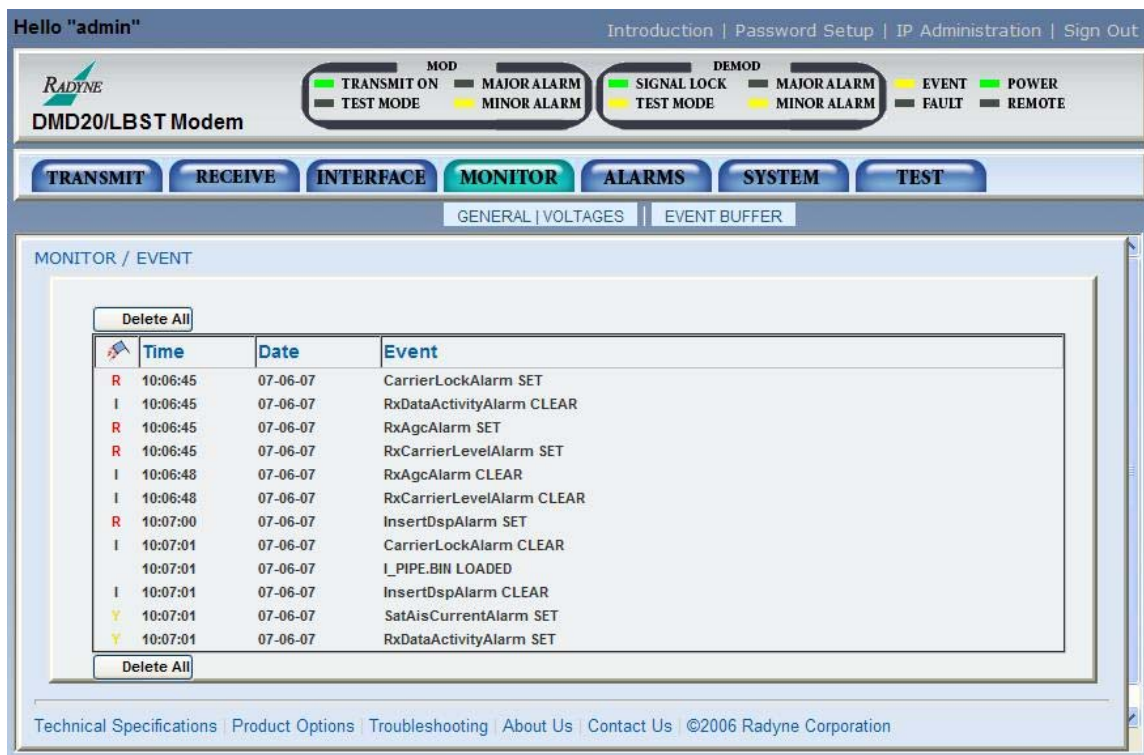 Hello "admin"
Introduction | Password Setup | IP Administration | Sign Out
RADYNE
DMD20/LBST Modem
MOD
TRANSMIT ON MAJOR ALARM
TEST MODE MINOR ALARM
DEMOD
SIGNAL LOCK MAJOR ALARM
TEST MODE MINOR ALARM
EVENT POWER
FAULT REMOTE
TRANSMIT RECEIVE INTERFACE MONITOR ALARMS SYSTEM TEST
GENERAL | VOLTAGES EVENT BUFFER
MONITOR / EVENT
Delete All
Time Date Event
R 10:06:45 07-06-07 CarrierLockAlarm SET
I 10:06:45 07-06-07 RxDataActivityAlarm CLEAR
R 10:06:45 07-06-07 RxAgcAlarm SET
R 10:06:45 07-06-07 RxCarrierLevelAlarm SET
I 10:06:48 07-06-07 RxAgcAlarm CLEAR
I 10:06:48 07-06-07 RxCarrierLevelAlarm CLEAR
R 10:07:00 07-06-07 InsertDspAlarm SET
I 10:07:01 07-06-07 CarrierLockAlarm CLEAR
10:07:01 07-06-07 I_PIPE.BIN LOADED
I 10:07:01 07-06-07 InsertDspAlarm CLEAR
Y 10:07:01 07-06-07 SatAisCurrentAlarm SET
Y 10:07:01 07-06-07 RxDataActivityAlarm SET
Delete All
Technical Specifications | Product Options | Troubleshooting | About Us | Contact Us | ©2006 Radyne Corporation